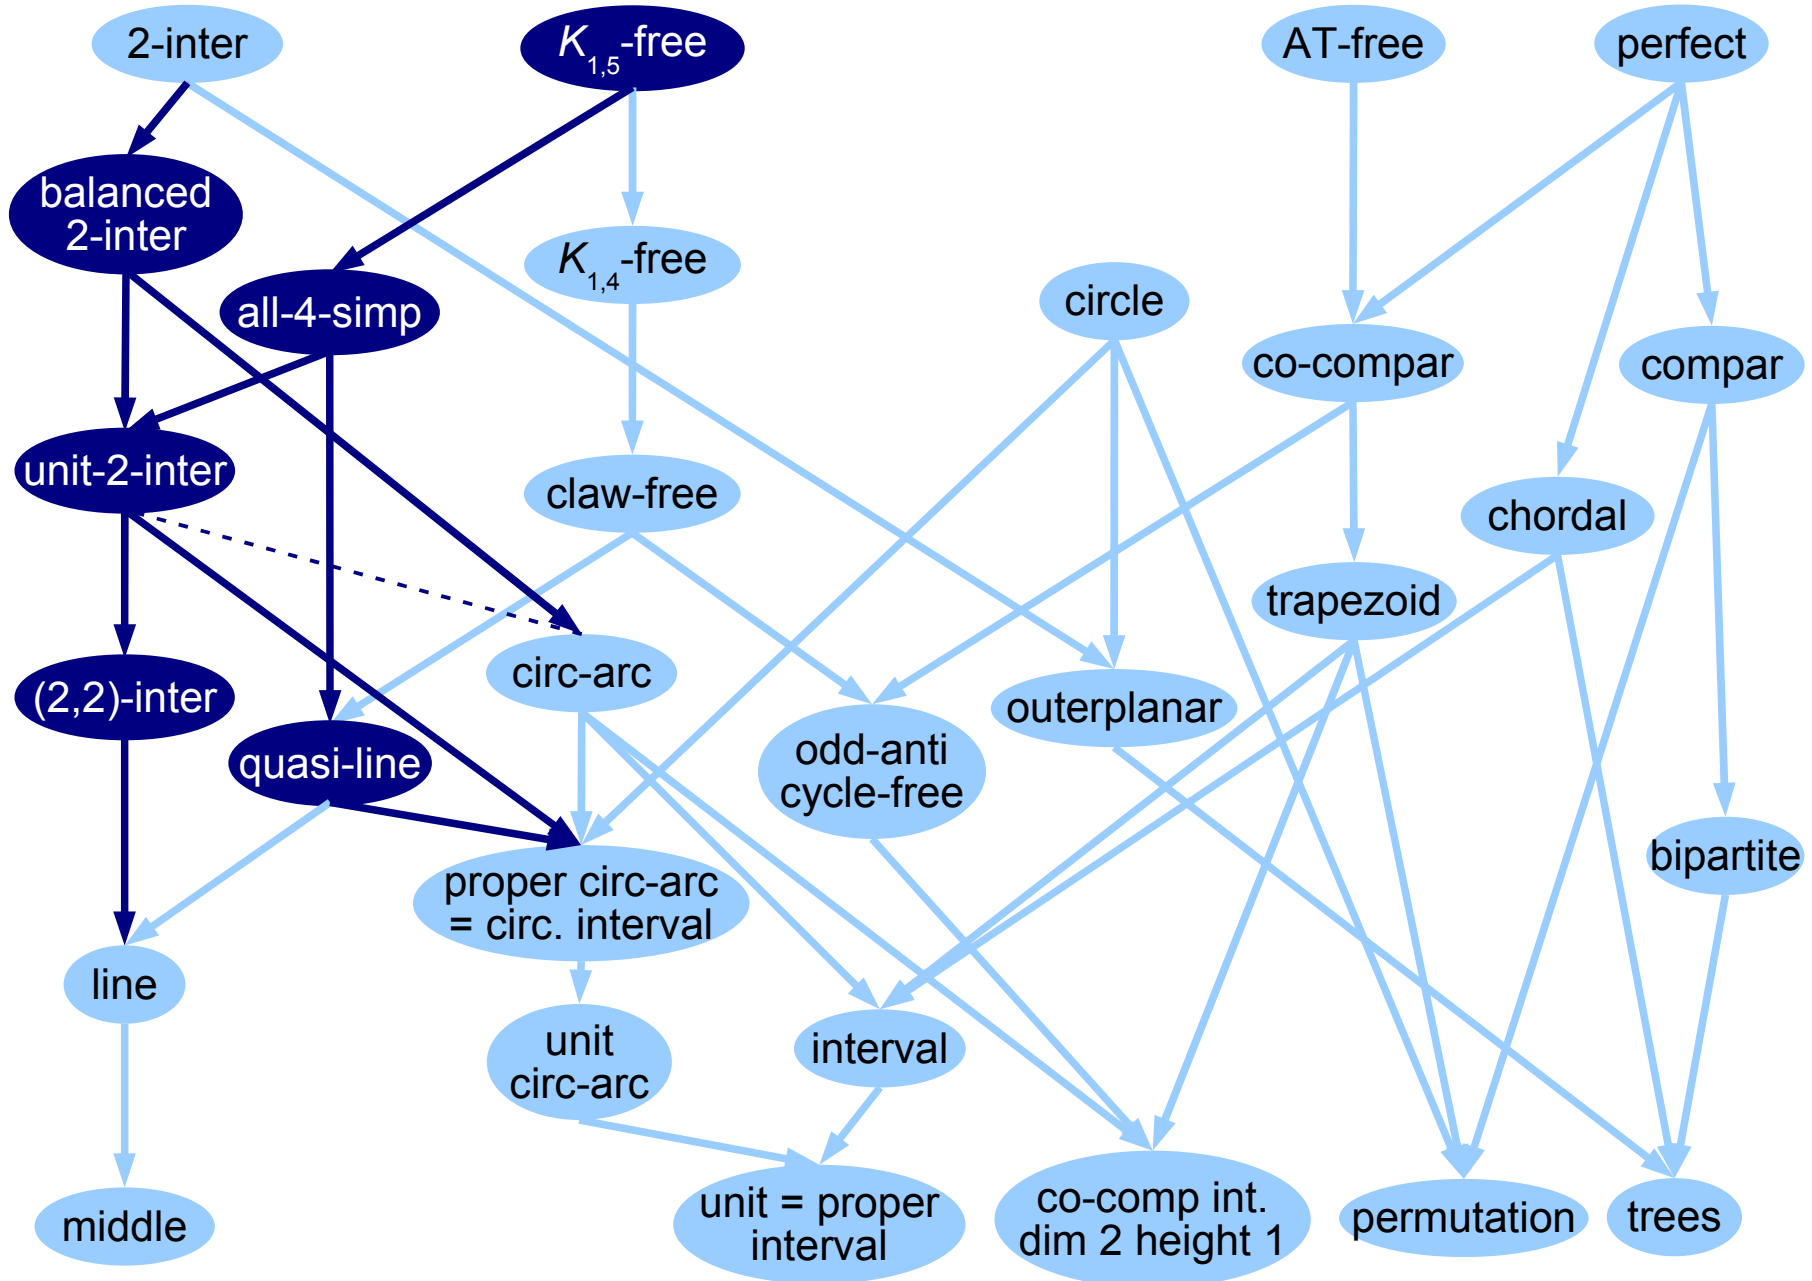 2-inter
K1,5-free
AT-free
perfect
balanced
2-inter
K1,4-free
all-4-simp
circle
co-compar
compar
unit-2-inter
claw-free
chordal
trapezoid
circ-arc
(2,2)-inter
outerplanar
quasi-line
odd-anti
cycle-free
bipartite
proper circ-arc
= circ. interval
line
unit
circ-arc
interval
middle
unit = proper
interval
co-comp int.
dim 2 height 1
permutation
trees